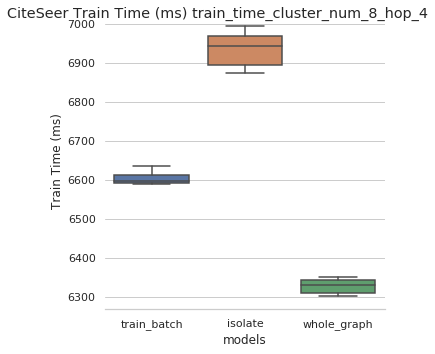 CiteSeer Train Time (ms) train_time_cluster_num_8_hop_4
7000
6900
6800
6700
6600
6500
6400
6300
Train Time (ms)
train_batch
isolate
whole_graph
models